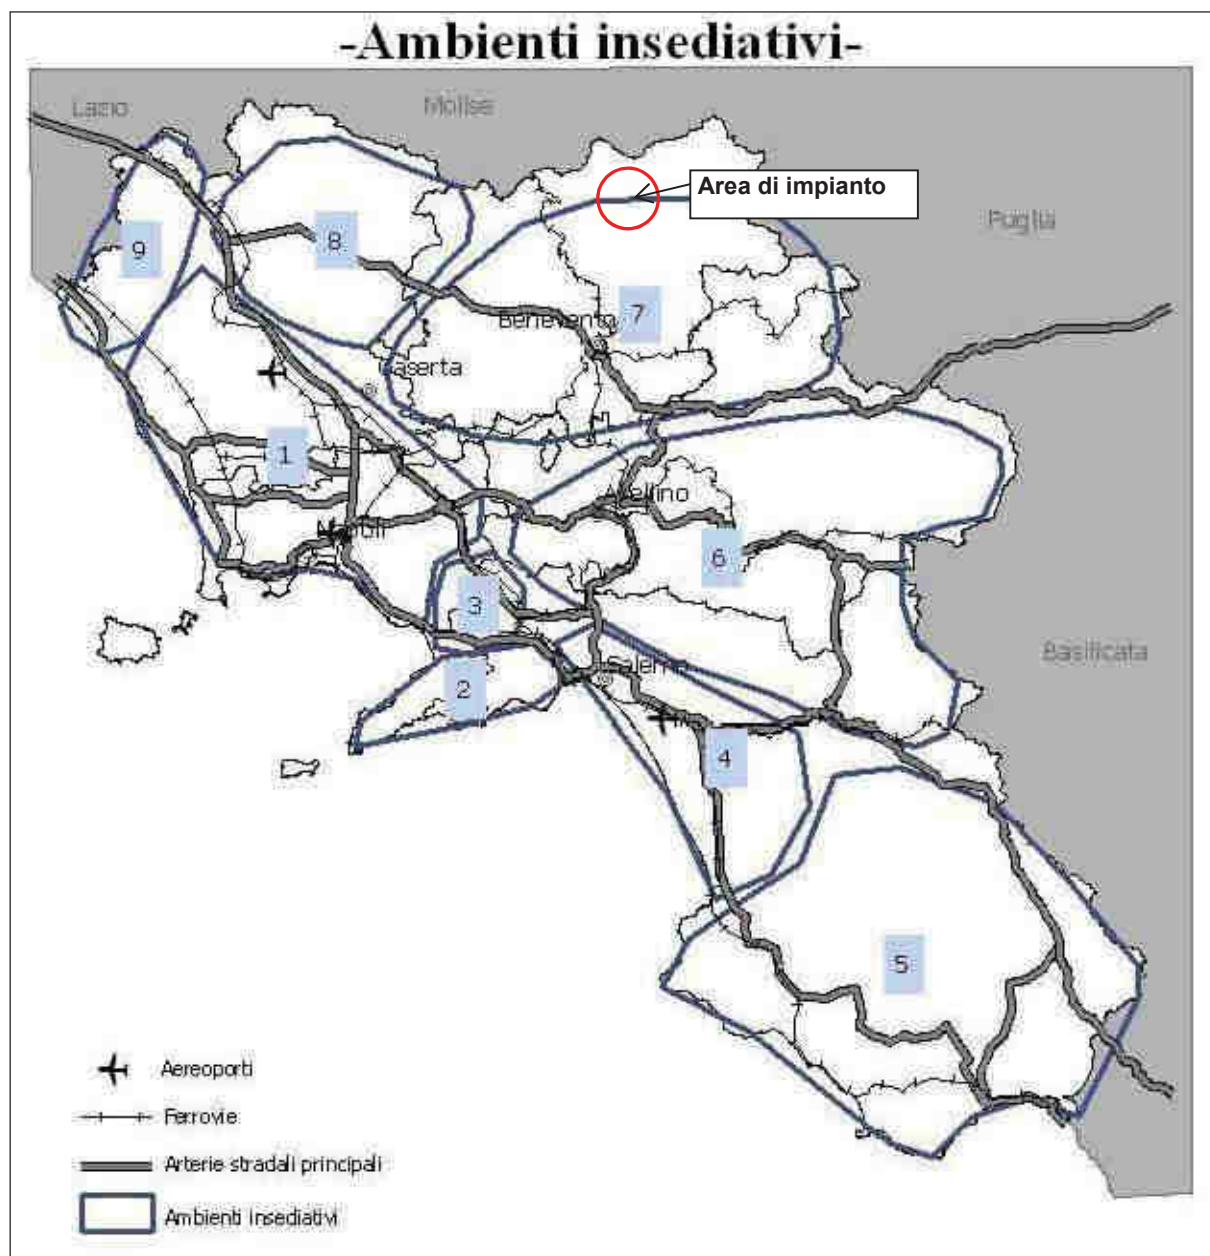 -Ambienti insediativi-
Lazio
Molise
Area di impianto
Puglia
9
8
7
Benevento
Caserta
1
Avellino
Napoli
6
3
Basilicata
Salerno
2
4
5
Aereoporti
Ferrovie
Arterie stradali principali
Ambienti insediativi